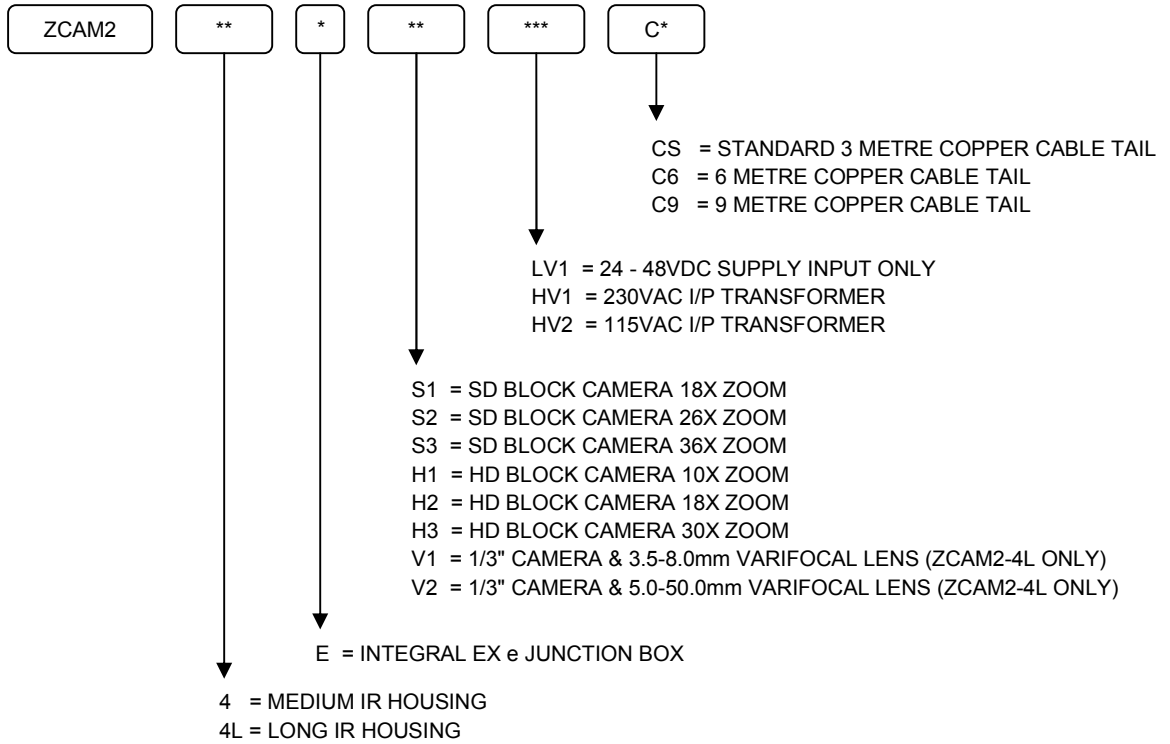 ZCAM2 ** * ** *** C*
CS = STANDARD 3 METRE COPPER CABLE TAIL
C6 = 6 METRE COPPER CABLE TAIL
C9 = 9 METRE COPPER CABLE TAIL
LV1 = 24 - 48VDC SUPPLY INPUT ONLY
HV1 = 230VAC I/P TRANSFORMER
HV2 = 115VAC I/P TRANSFORMER
S1 = SD BLOCK CAMERA 18X ZOOM
S2 = SD BLOCK CAMERA 26X ZOOM
S3 = SD BLOCK CAMERA 36X ZOOM
H1 = HD BLOCK CAMERA 10X ZOOM
H2 = HD BLOCK CAMERA 18X ZOOM
H3 = HD BLOCK CAMERA 30X ZOOM
V1 = 1/3" CAMERA & 3.5-8.0mm VARIFOCAL LENS (ZCAM2-4L ONLY)
V2 = 1/3" CAMERA & 5.0-50.0mm VARIFOCAL LENS (ZCAM2-4L ONLY)
E = INTEGRAL EX e JUNCTION BOX
4 = MEDIUM IR HOUSING
4L = LONG IR HOUSING